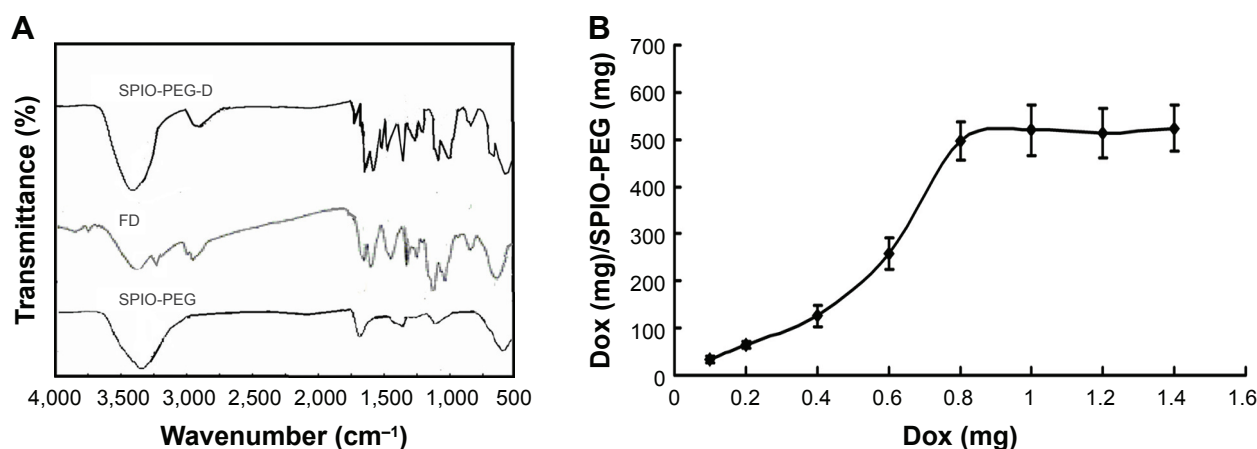 A
Transmittance (%)
SPIO-PEG-D
FD
SPIO-PEG
4,000 3,500 3,000 2,500 2,000 1,500 1,000 500
Wavenumber (cm⁻¹)
B
Dox (mg)/SPIO-PEG (mg)
700
600
500
400
300
200
100
0
0 0.2 0.4 0.6 0.8 1 1.2 1.4 1.6
Dox (mg)